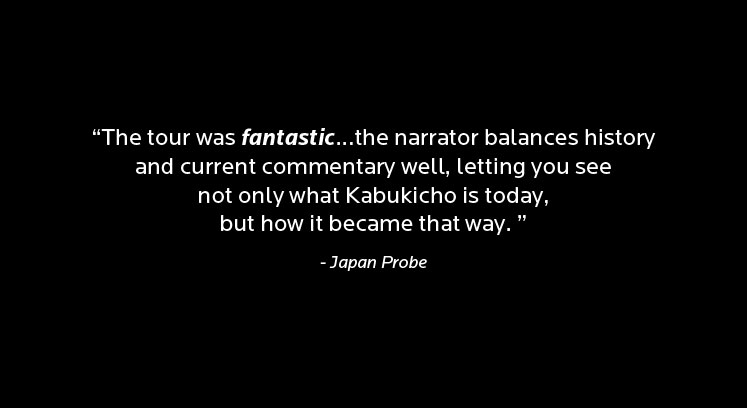 “The tour was fantastic...the narrator balances history
and current commentary well, letting you see
not only what Kabukicho is today,
but how it became that way. ”
- Japan Probe